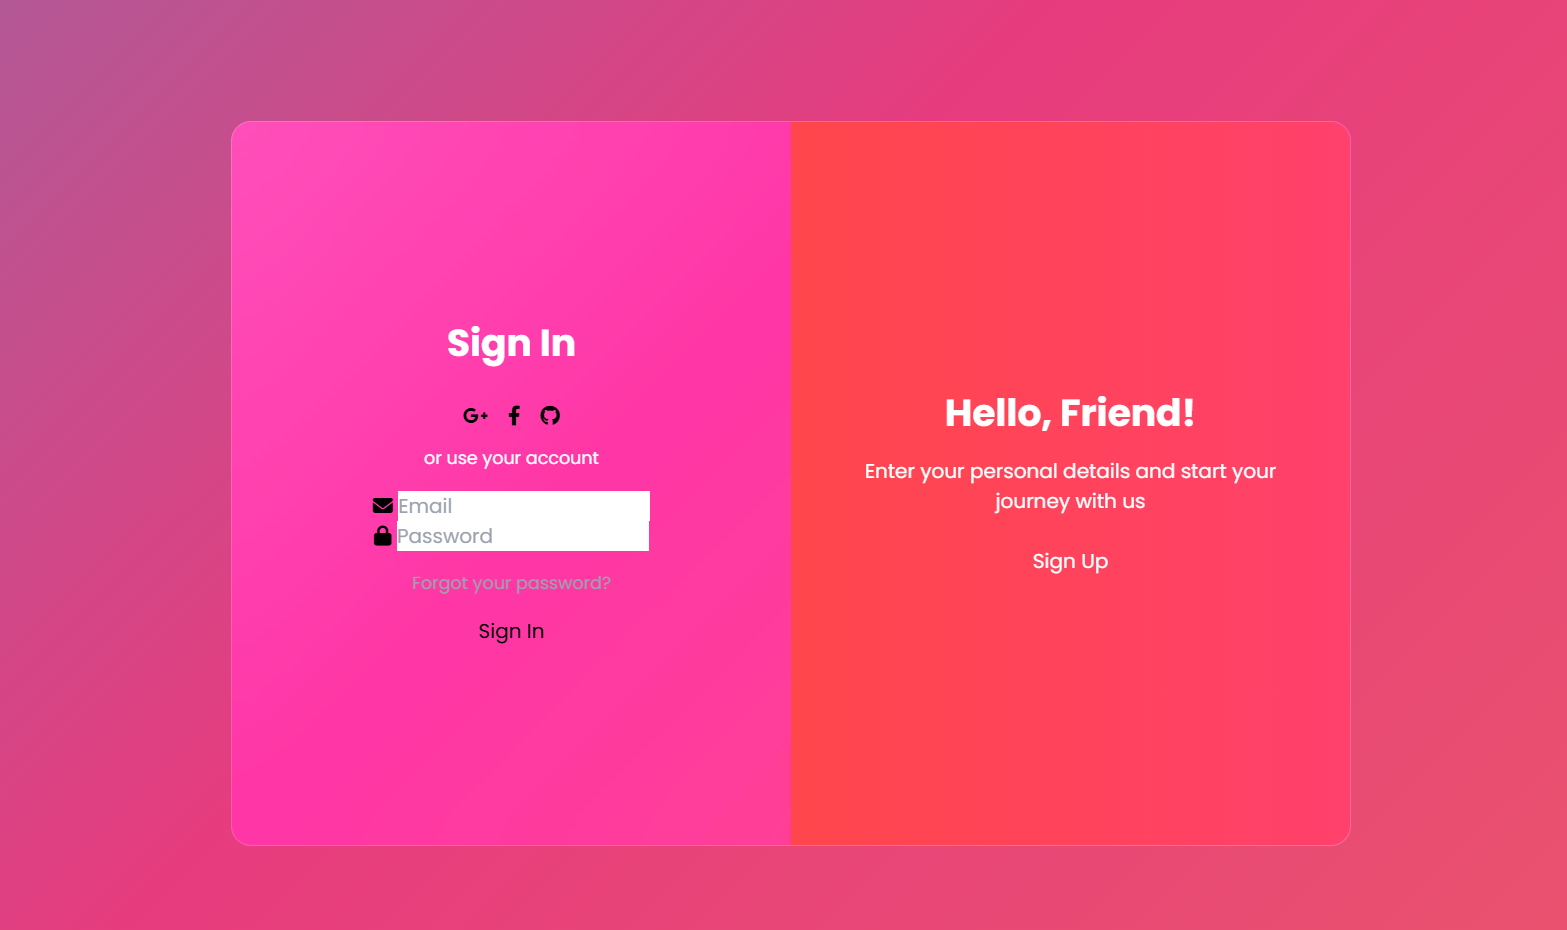 Sign In
G+
or use your account
Email
Password
Forgot your password?
Sign In
Hello, Friend!
Enter your personal details and start your
journey with us
Sign Up